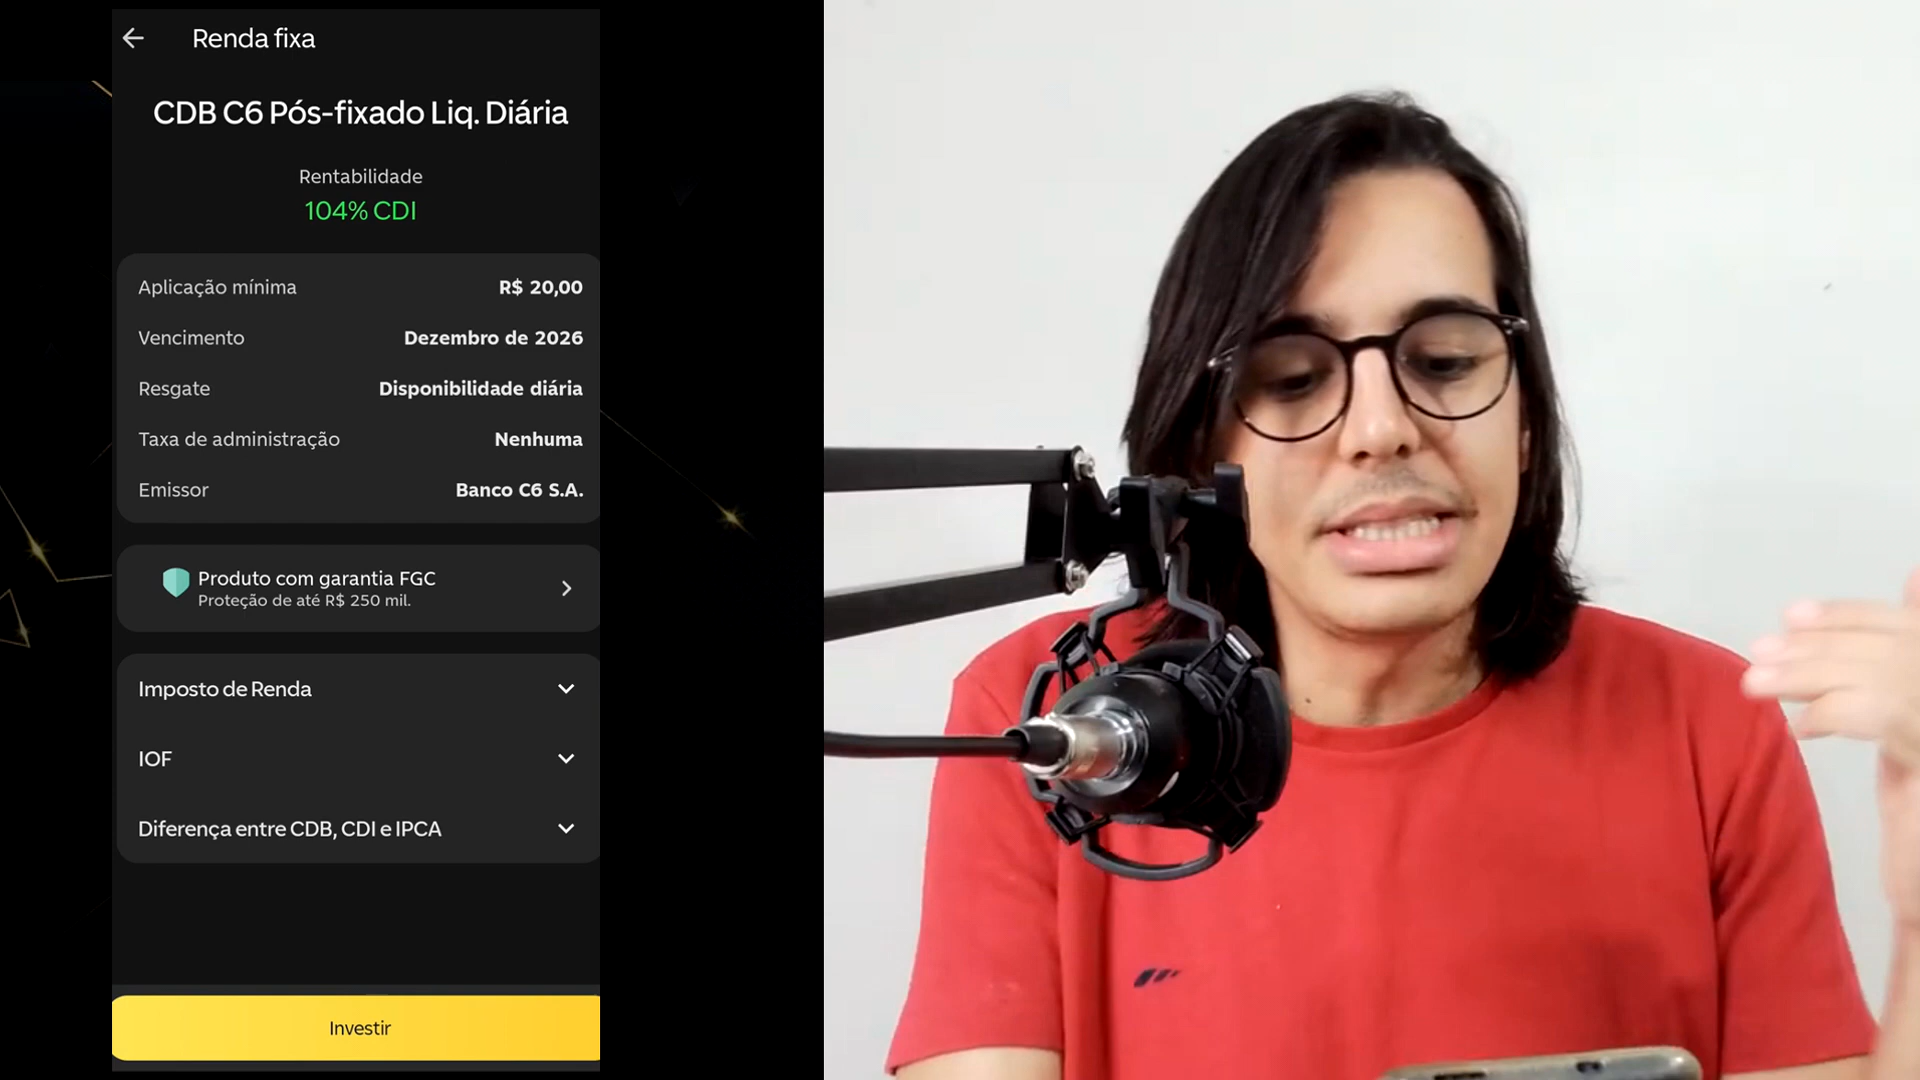 Renda fixa
CDB C6 Pós-fixado Liq. Diária
Rentabilidade
104% CDI
Aplicação mínima R$ 20,00
Vencimento Dezembro de 2026
Resgate Disponibilidade diária
Taxa de administração Nenhuma
Emissor Banco C6 S.A.
Produto com garantia FGC
Proteção de até R$ 250 mil.
Imposto de Renda
IOF
Diferença entre CDB, CDI e IPCA
Investir